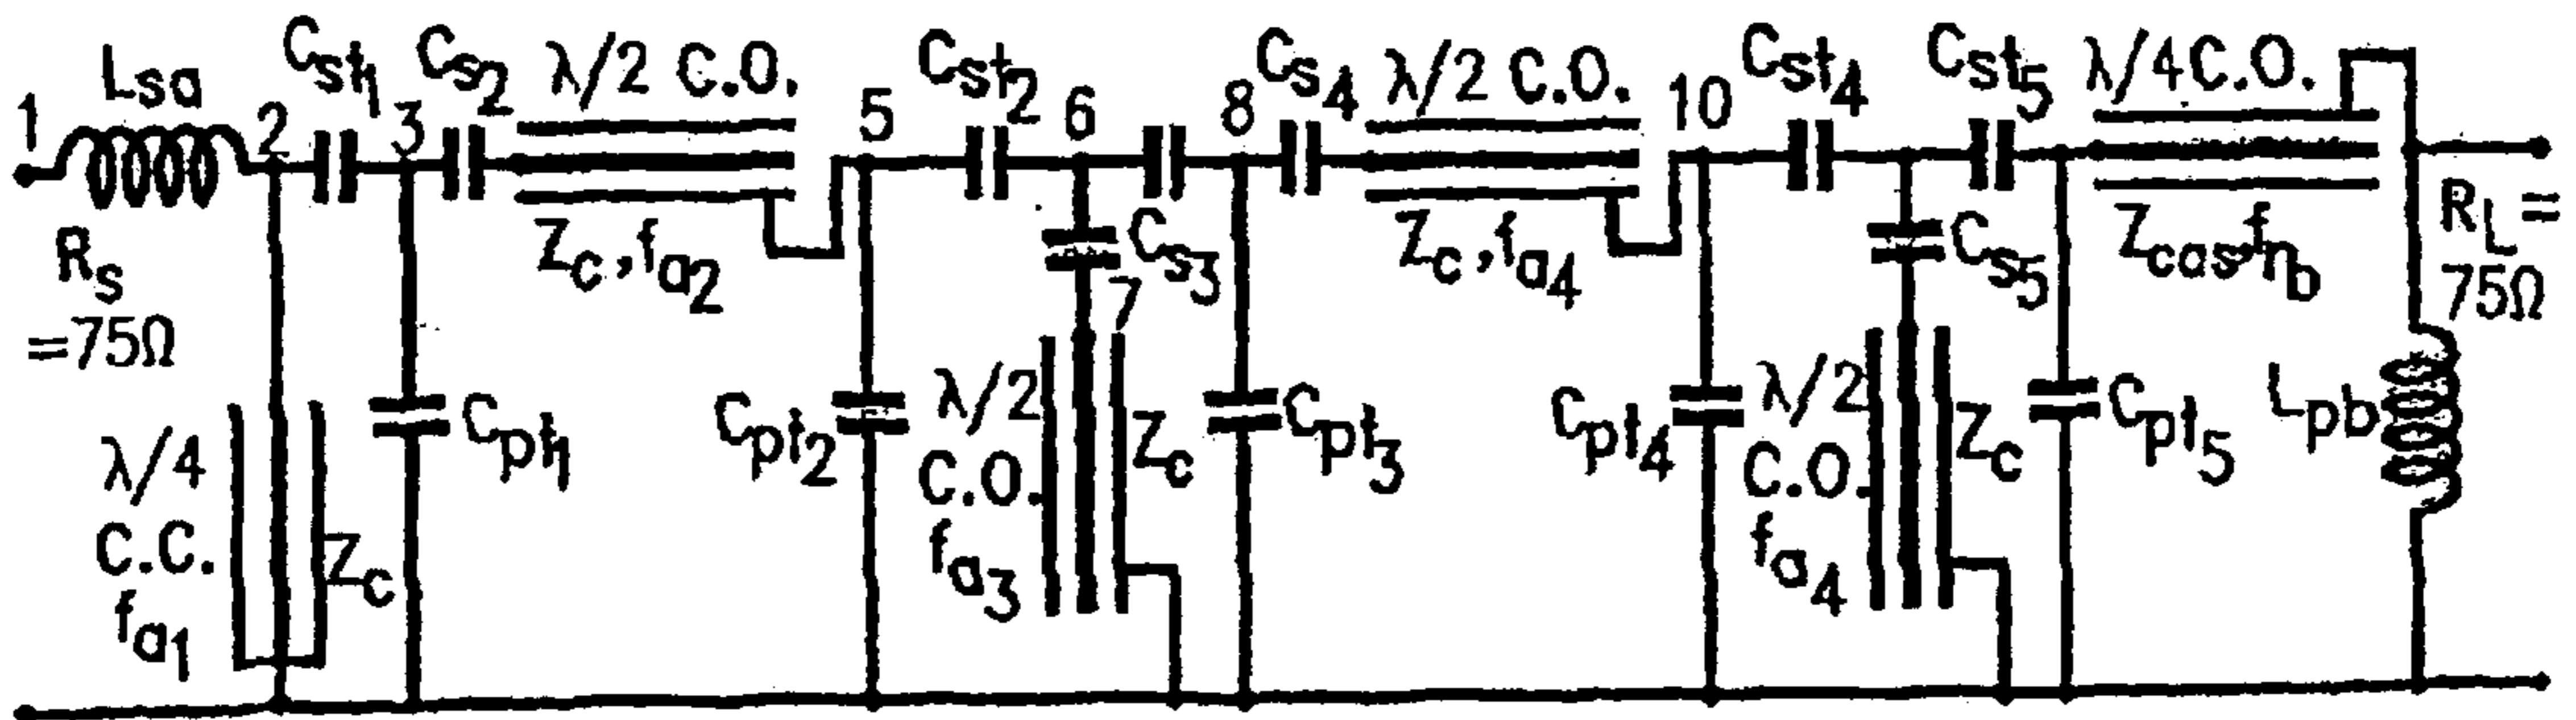 1
Lsa
2
Cst1
3
Cs2
λ/2 C.O.
5
Cst2
6
8
Cs4
λ/2 C.O.
10
Cst4
Cst5
λ/4 C.O.
Rs
=75Ω
Zc, fa2
Cs3
7
Zc, fa4
Cs5
Zcas, fnb
RL =
75Ω
λ/4
C.C.
fa1
Zc
Cpt1
Cpt2
λ/2
C.O.
fa3
Zc
Cpt3
Cpt4
λ/2
C.O.
fa4
Zc
Cpt5
Lpb